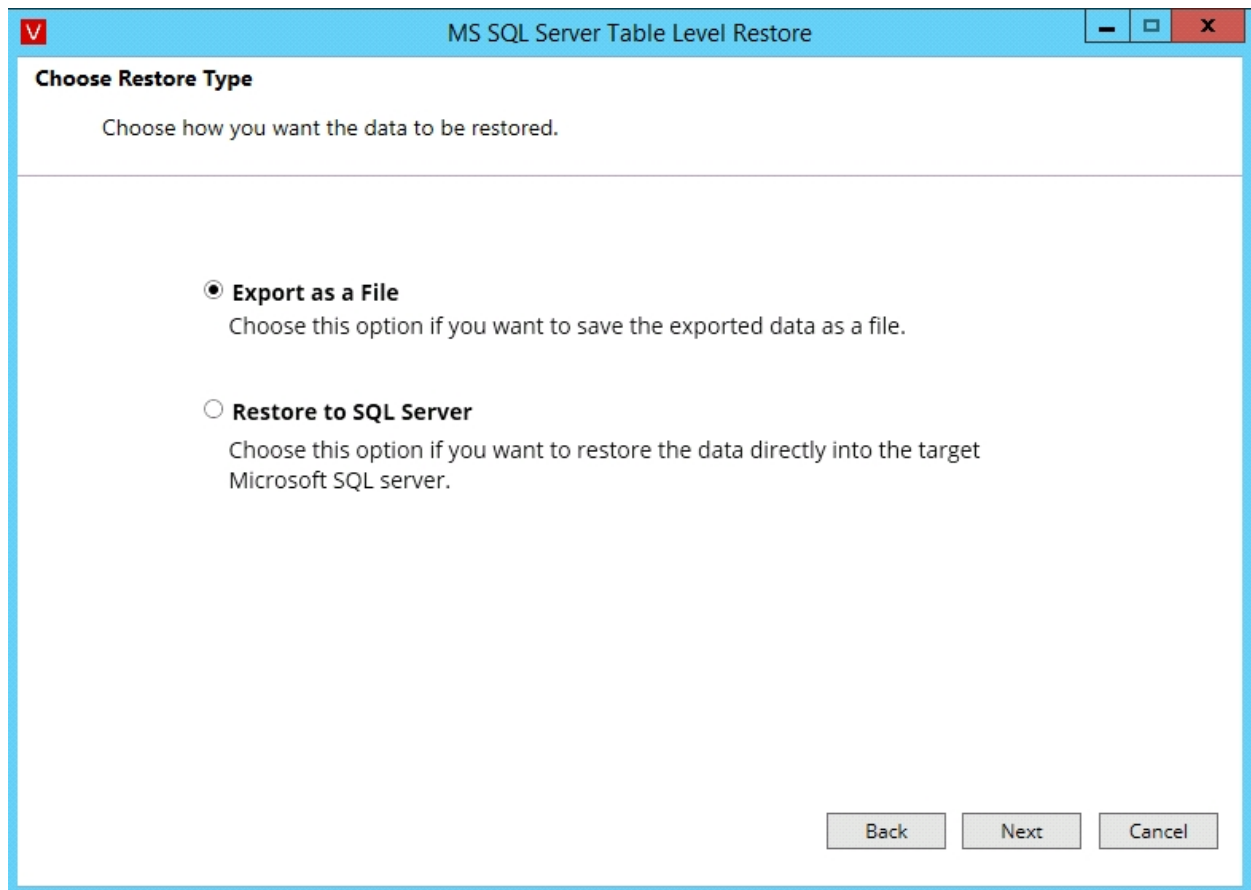 V
MS SQL Server Table Level Restore
X
Choose Restore Type
Choose how you want the data to be restored.
Export as a File
Choose this option if you want to save the exported data as a file.
Restore to SQL Server
Choose this option if you want to restore the data directly into the target
Microsoft SQL server.
Back Next Cancel